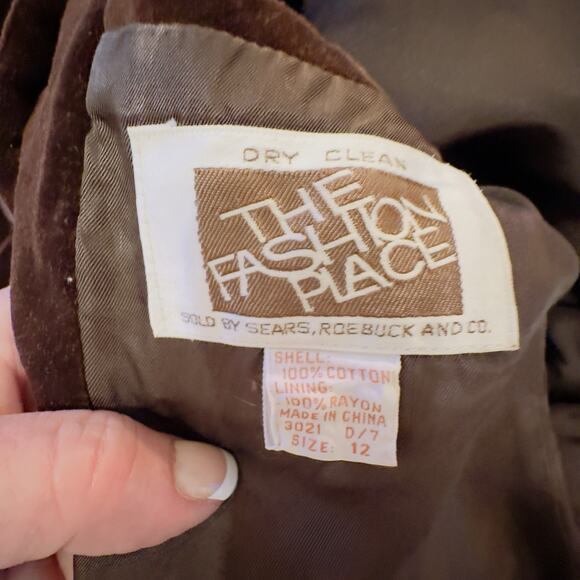 DRY CLEAN
THE
FASHION
PLACE
SOLD BY SEARS, ROEBUCK AND CO.
SHELL:
100% COTTON
LINING:
100% RAYON
MADE IN CHINA
3021 D/7
SIZE: 12